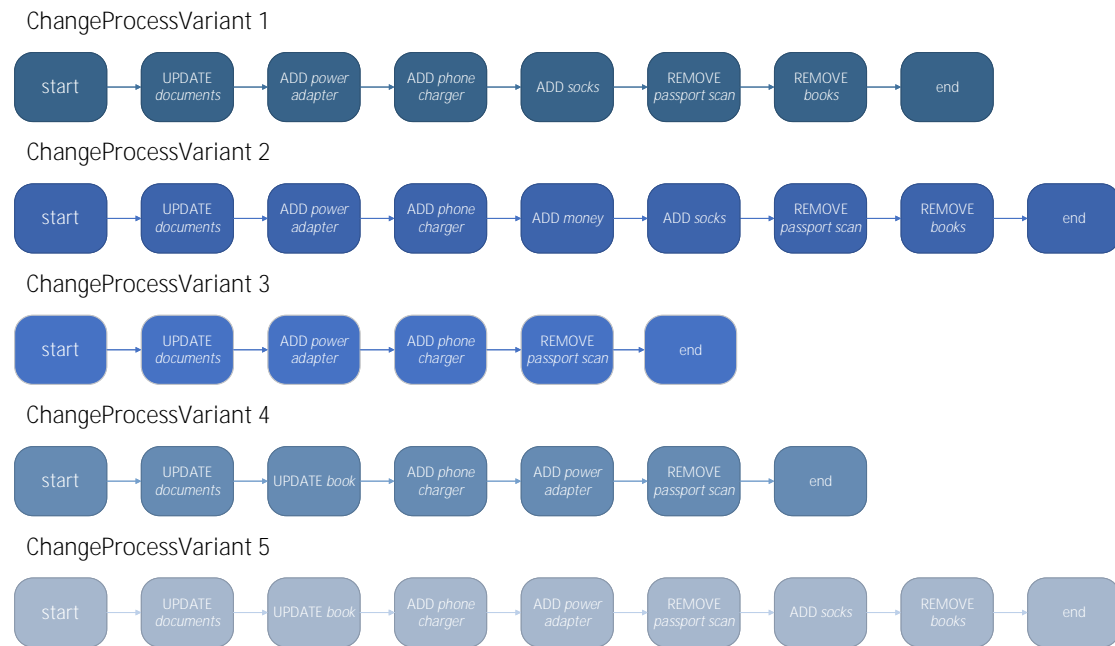 ChangeProcessVariant 1
start
UPDATE
documents
ADD power
adapter
ADD phone
charger
ADD socks
REMOVE
passport scan
REMOVE
books
end
ChangeProcessVariant 2
start
UPDATE
documents
ADD power
adapter
ADD phone
charger
ADD money
ADD socks
REMOVE
passport scan
REMOVE
books
end
ChangeProcessVariant 3
start
UPDATE
documents
ADD power
adapter
ADD phone
charger
REMOVE
passport scan
end
ChangeProcessVariant 4
start
UPDATE
documents
UPDATE book
ADD phone
charger
ADD power
adapter
REMOVE
passport scan
end
ChangeProcessVariant 5
start
UPDATE
documents
UPDATE book
ADD phone
charger
ADD power
adapter
REMOVE
passport scan
ADD socks
REMOVE
books
end